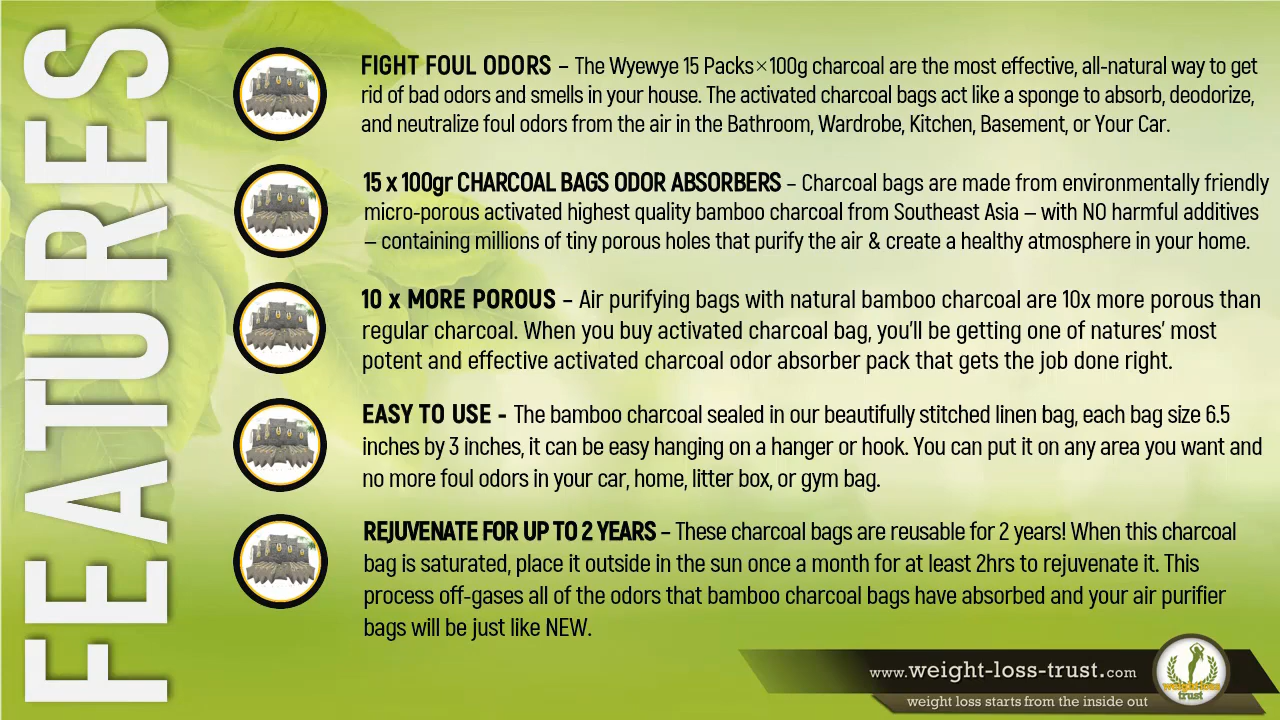 FEATURES
FIGHT FOUL ODORS – The Wyewye 15 Packs×100g charcoal are the most effective, all-natural way to get
rid of bad odors and smells in your house. The activated charcoal bags act like a sponge to absorb, deodorize,
and neutralize foul odors from the air in the Bathroom, Wardrobe, Kitchen, Basement, or Your Car.
15 x 100gr CHARCOAL BAGS ODOR ABSORBERS – Charcoal bags are made from environmentally friendly
micro-porous activated highest quality bamboo charcoal from Southeast Asia – with NO harmful additives
– containing millions of tiny porous holes that purify the air & create a healthy atmosphere in your home.
10 x MORE POROUS – Air purifying bags with natural bamboo charcoal are 10x more porous than
regular charcoal. When you buy activated charcoal bag, you'll be getting one of natures' most
potent and effective activated charcoal odor absorber pack that gets the job done right.
EASY TO USE - The bamboo charcoal sealed in our beautifully stitched linen bag, each bag size 6.5
inches by 3 inches, it can be easy hanging on a hanger or hook. You can put it on any area you want and
no more foul odors in your car, home, litter box, or gym bag.
REJUVENATE FOR UP TO 2 YEARS – These charcoal bags are reusable for 2 years! When this charcoal
bag is saturated, place it outside in the sun once a month for at least 2hrs to rejuvenate it. This
process off-gases all of the odors that bamboo charcoal bags have absorbed and your air purifier
bags will be just like NEW.
www.weight-loss-trust.com
weight loss starts from the inside out
weight loss
trust